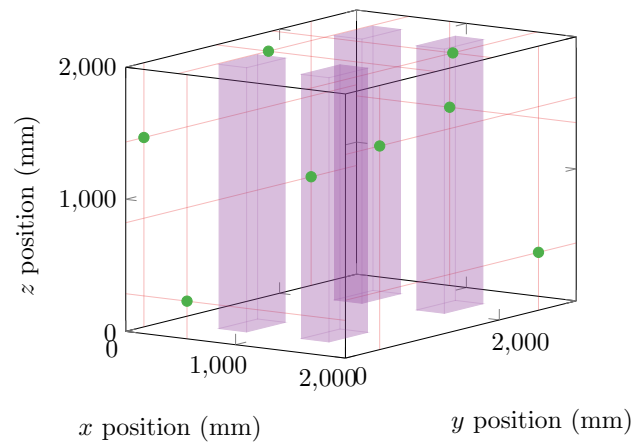 2,000
1,000
0
0
1,000
2,000
0
2,000
z position (mm)
x position (mm)
y position (mm)